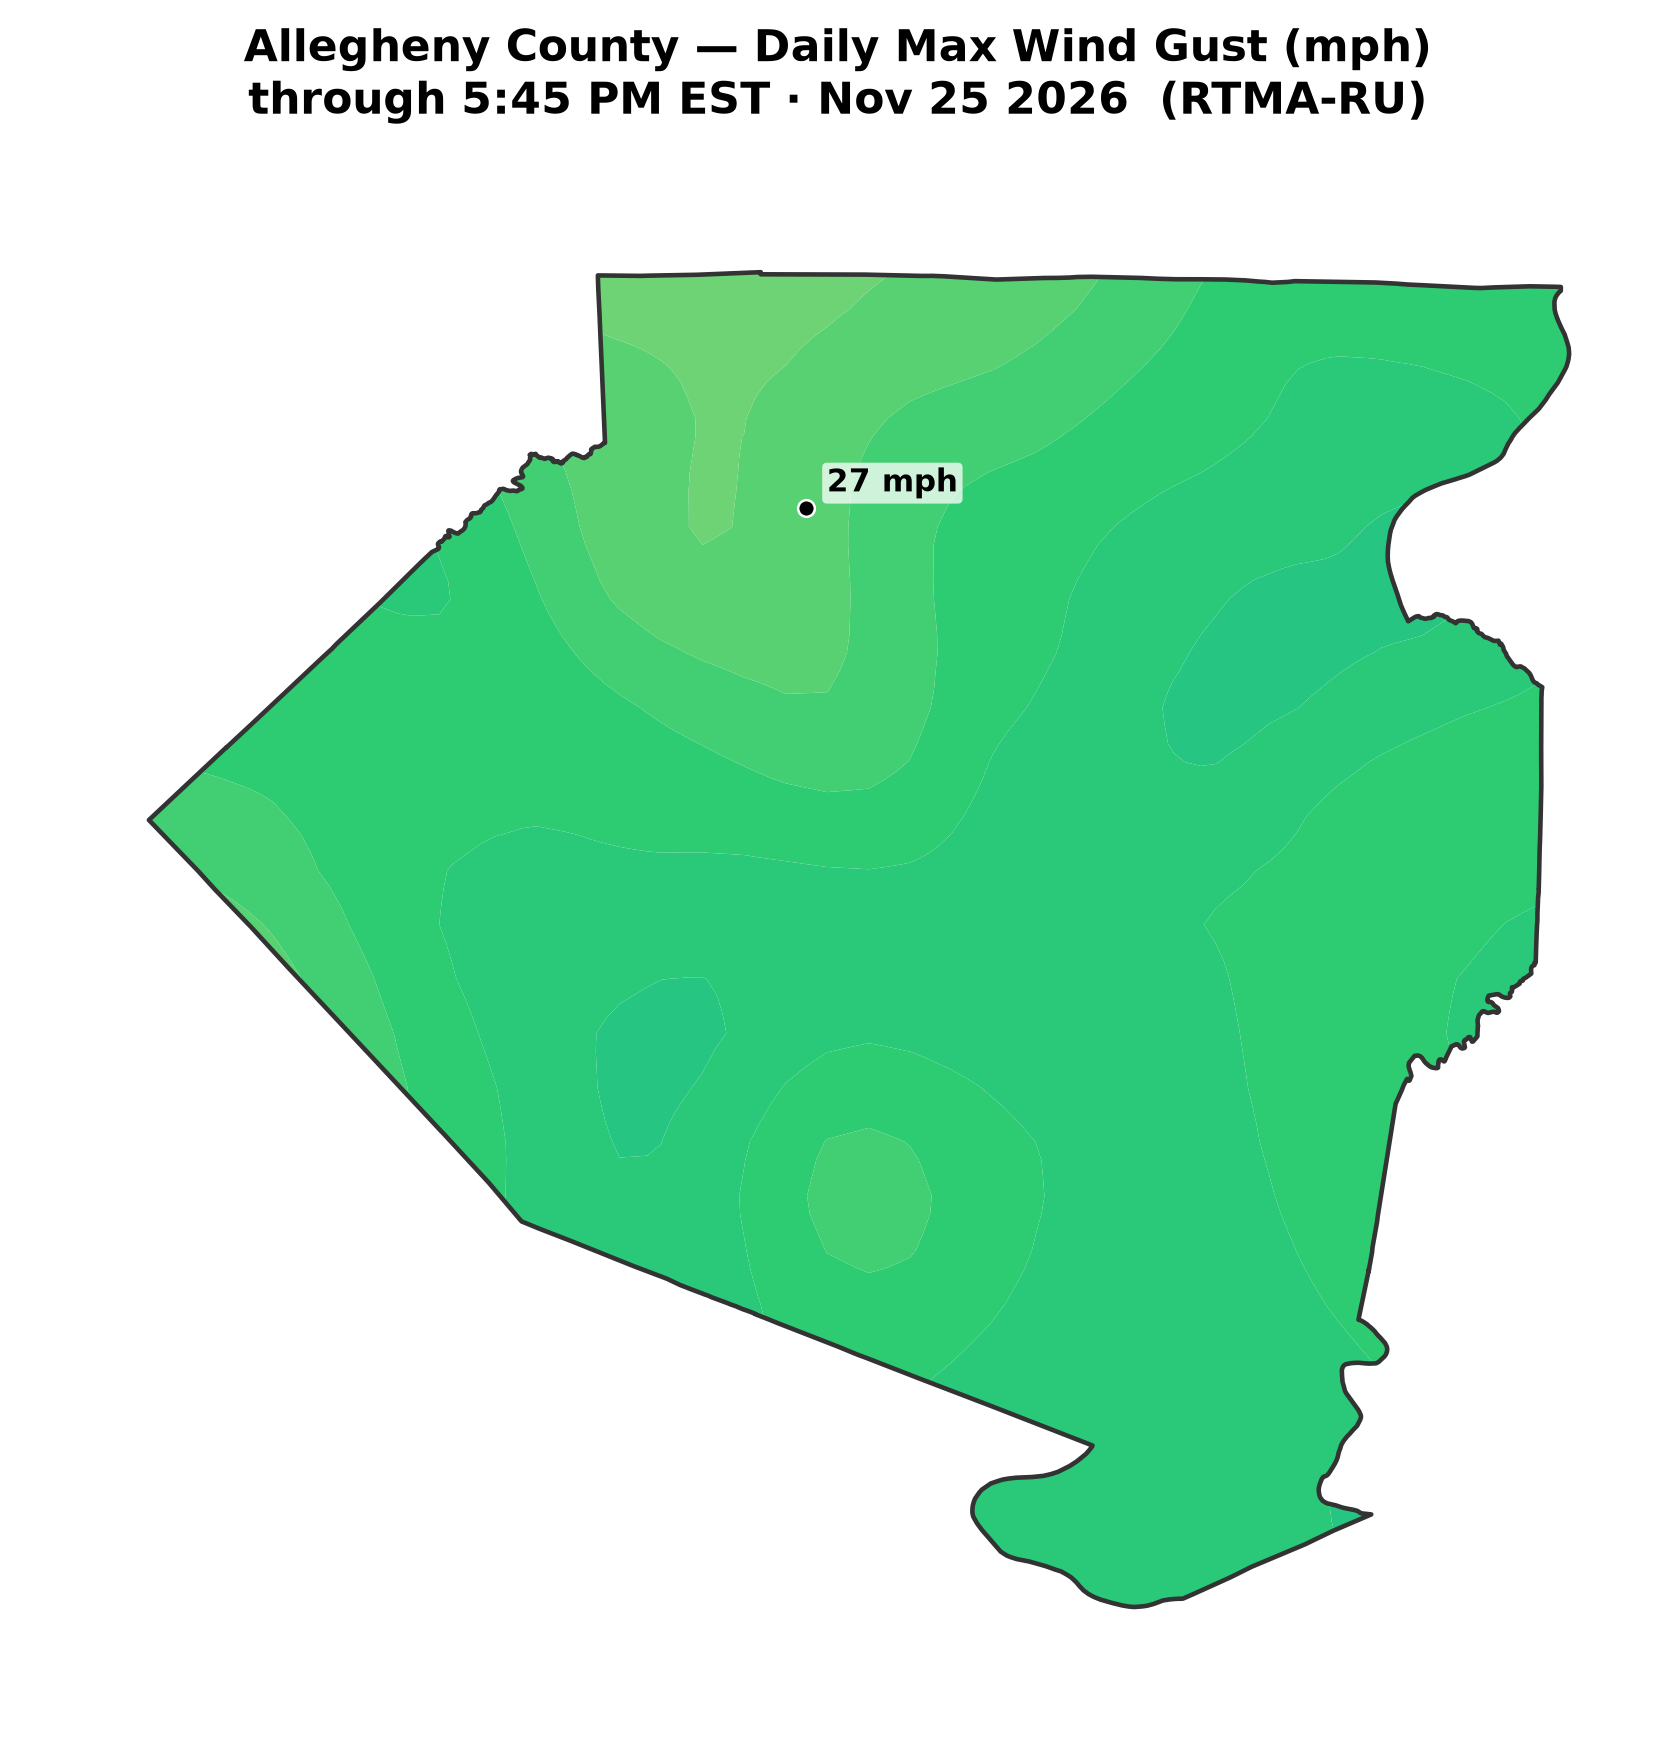 Allegheny County — Daily Max Wind Gust (mph)
through 5:45 PM EST · Nov 25 2026  (RTMA-RU)
27 mph